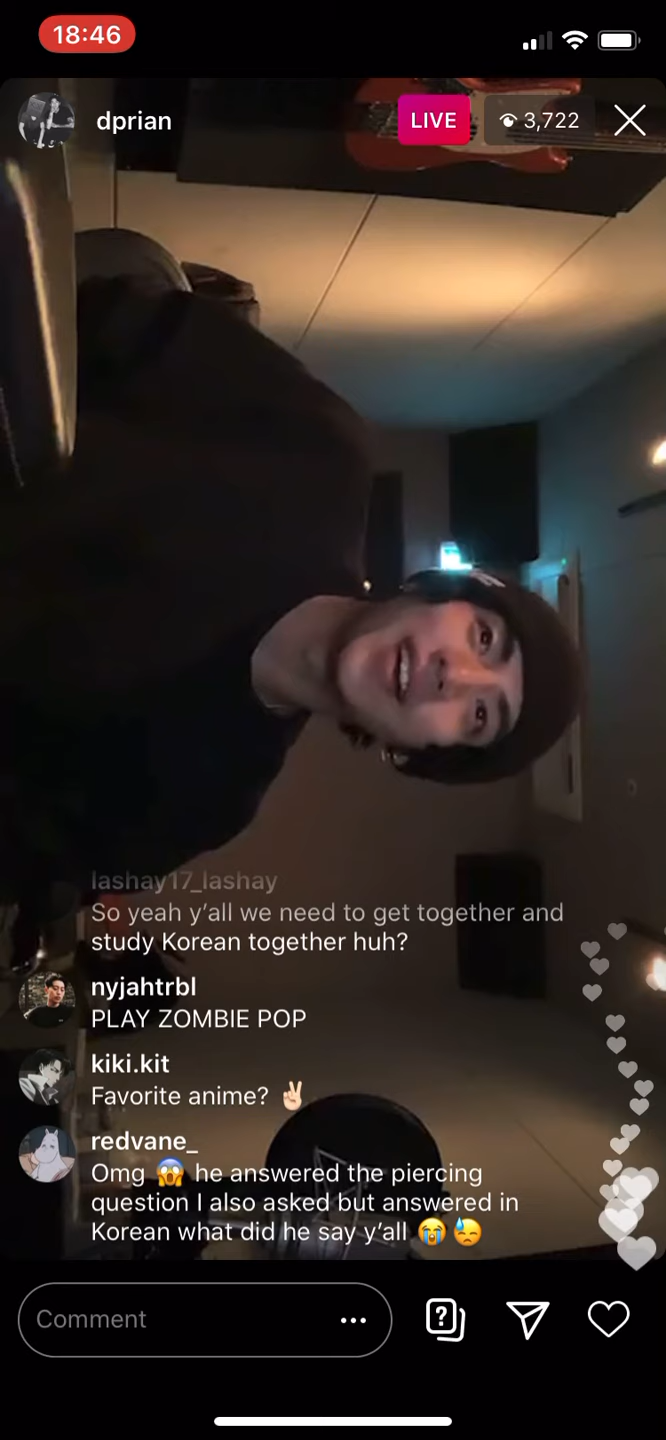 18:46
dprian
LIVE
3,722
lashay17_lashay
So yeah y’all we need to get together and
study Korean together huh?
nyjahtrbl
PLAY ZOMBIE POP
kiki.kit
Favorite anime? ✌🏻
redvane_
Omg 😱 he answered the piercing
question I also asked but answered in
Korean what did he say y’all 😭😓
Comment